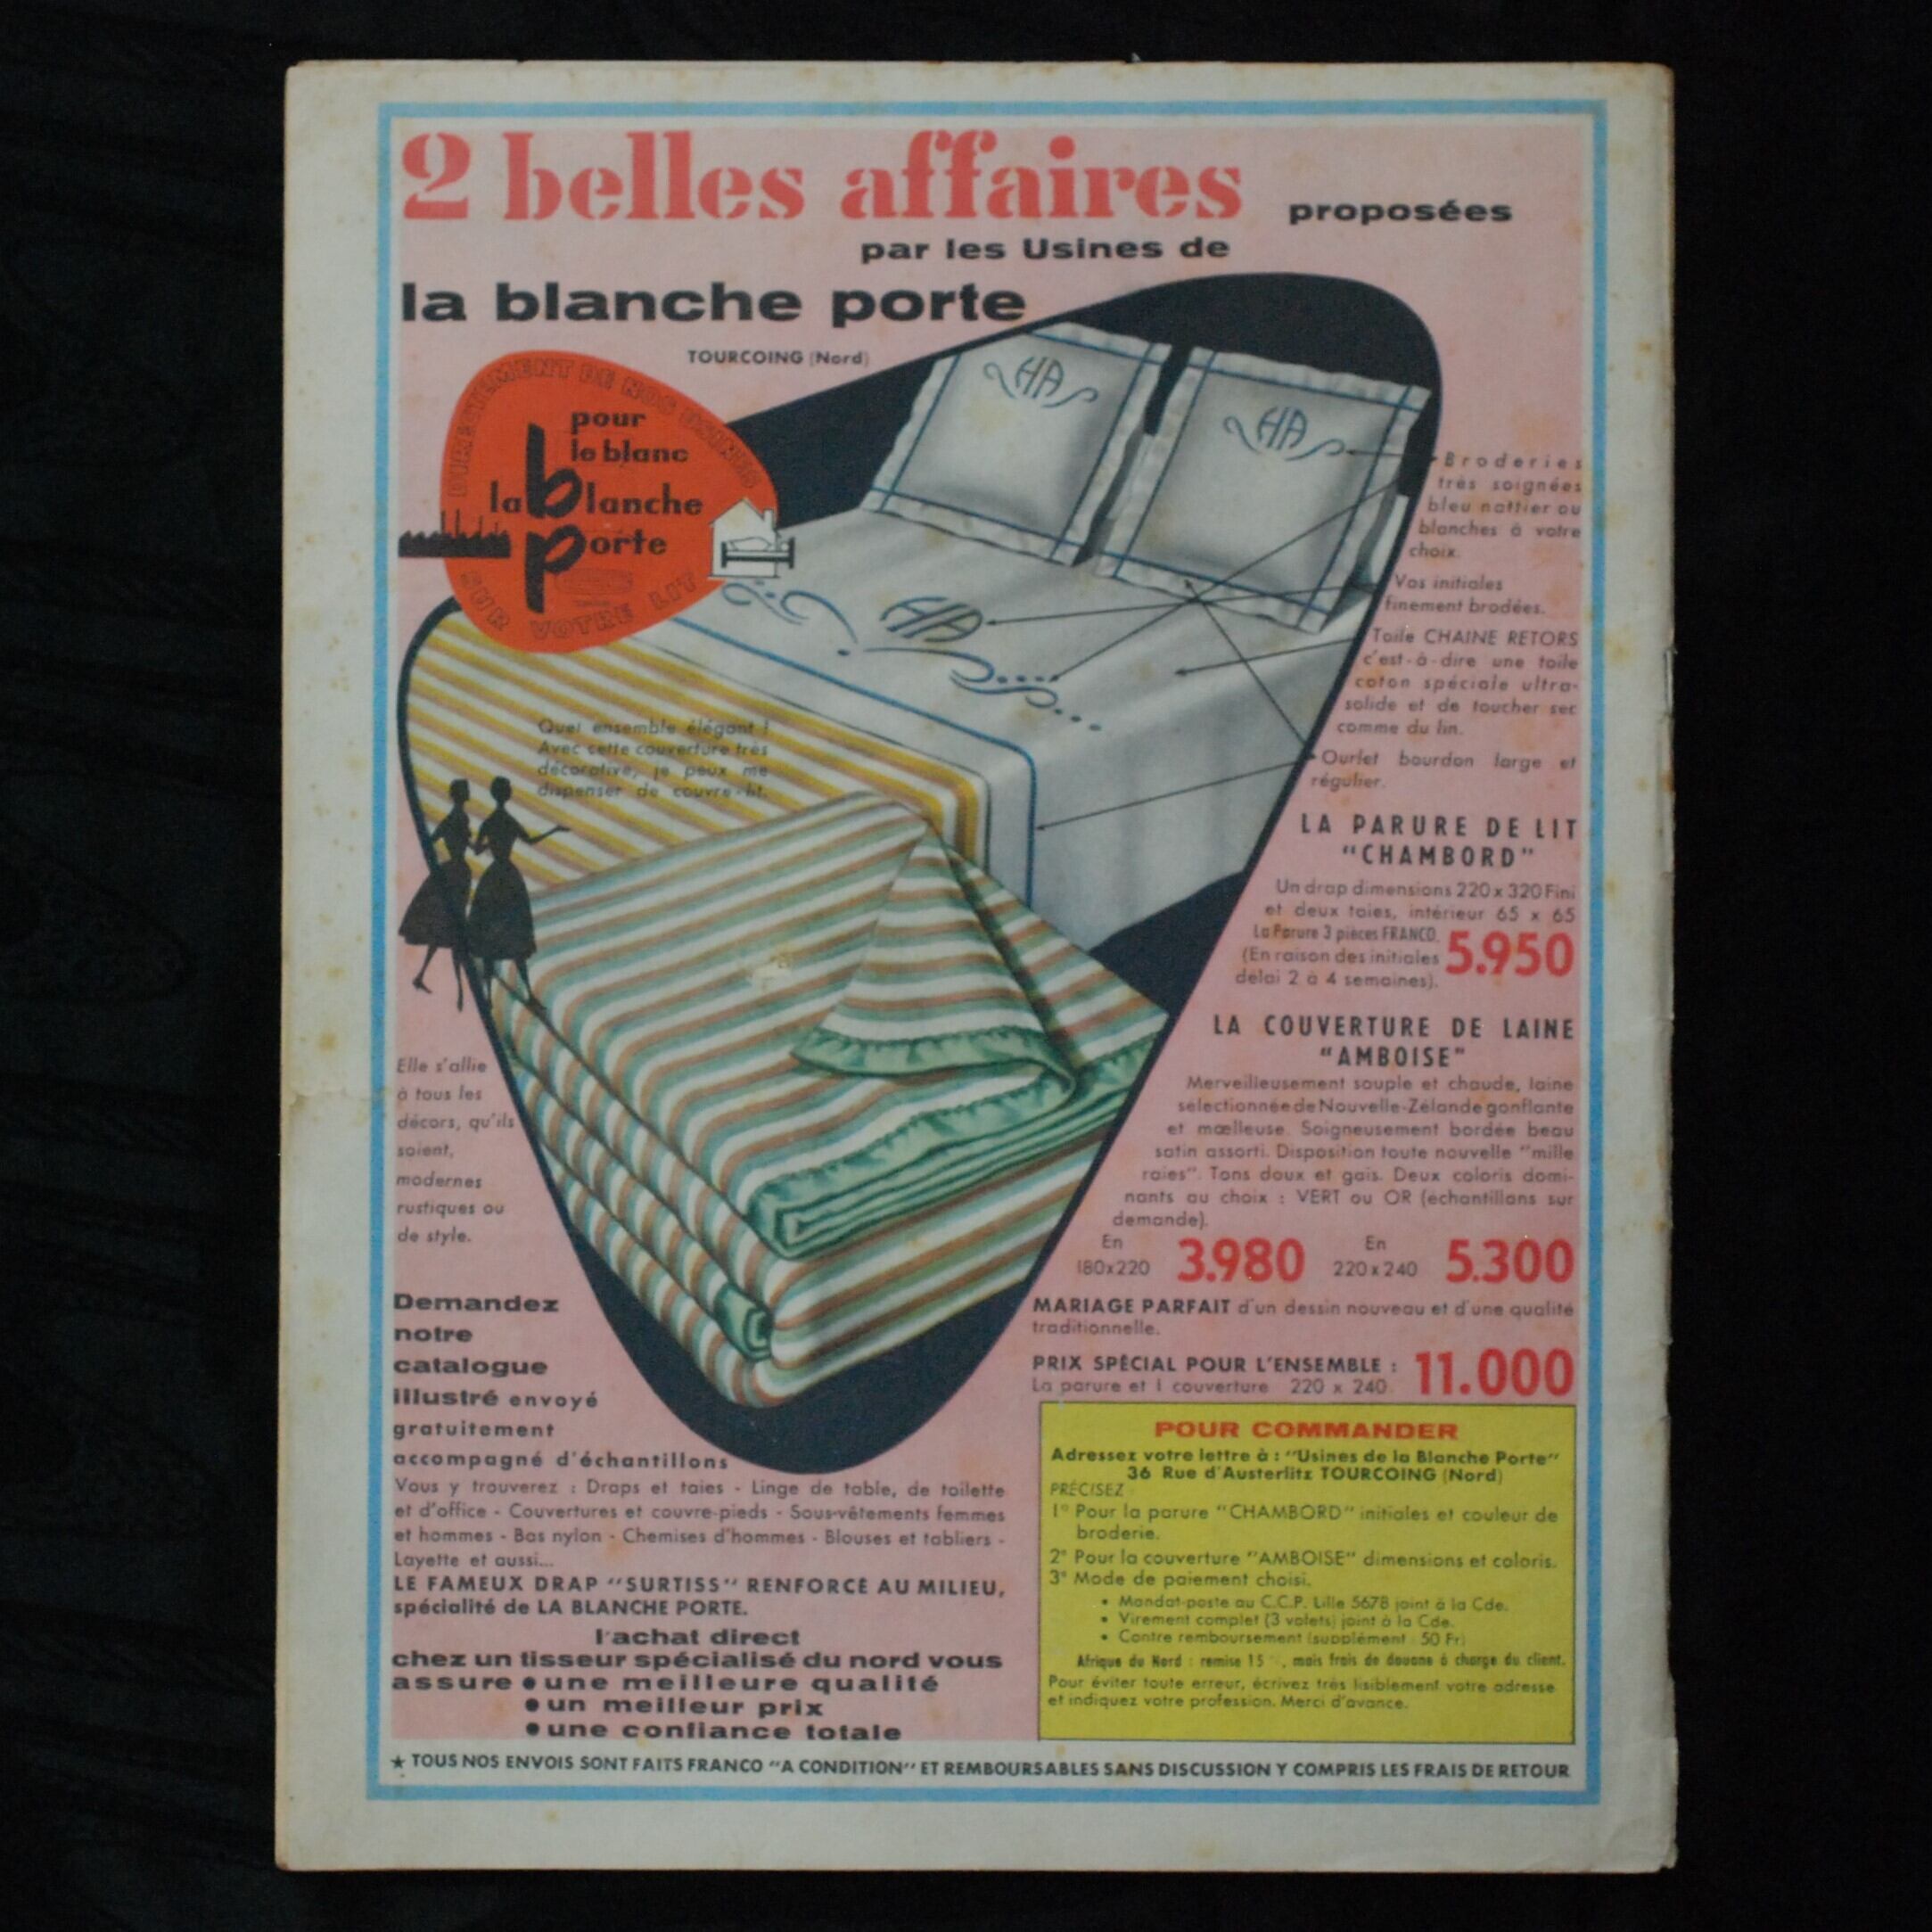 2 belles affaires proposées
par les Usines de
la blanche porte
TOURCOING (Nord)
DIRECTEMENT DE NOS USINES
pour
le blanc
la blanche
porte
SUR VOTRE LIT
HA
HA
HA
Broderies
très soignées
bleu nattier ou
blanches à votre
choix.
Vos initiales
finement brodées.
Toile CHAINE RETORS
c'est-à-dire une toile
coton spéciale ultra-
solide et de toucher sec
comme du lin.
Ourlet bourdon large et
régulier.
Quel ensemble élégant !
Avec cette couverture très
décorative, je peux me
dispenser de couvre-lit.
LA PARURE DE LIT
"CHAMBORD"
Un drap dimensions 220 x 320 Fini
et deux taies, intérieur 65 x 65
La Parure 3 pièces FRANCO.
(En raison des initiales
délai 2 à 4 semaines).
5.950
LA COUVERTURE DE LAINE
"AMBOISE"
Merveilleusement souple et chaude, laine
sélectionnée de Nouvelle-Zélande gonflante
et mœlleuse. Soigneusement bordée beau
satin assorti. Disposition toute nouvelle "mille
raies". Tons doux et gais. Deux coloris domi-
nants au choix : VERT ou OR (échantillons sur
demande).
En
180x220 3.980 En
220x240 5.300
MARIAGE PARFAIT d'un dessin nouveau et d'une qualité
traditionnelle.
PRIX SPÉCIAL POUR L'ENSEMBLE :
La parure et 1 couverture 220 x 240. 11.000
Elle s'allie
à tous les
décors, qu'ils
soient,
modernes
rustiques ou
de style.
Demandez
notre
catalogue
illustré envoyé
gratuitement
accompagné d'échantillons
Vous y trouverez : Draps et taies - Linge de table, de toilette
et d'office - Couvertures et couvre-pieds - Sous-vêtements femmes
et hommes - Bas nylon - Chemises d'hommes - Blouses et tabliers -
Layette et aussi...
LE FAMEUX DRAP "SURTISS" RENFORCÉ AU MILIEU,
spécialité de LA BLANCHE PORTE.
l'achat direct
chez un tisseur spécialisé du nord vous
assure • une meilleure qualité
• un meilleur prix
• une confiance totale
POUR COMMANDER
Adressez votre lettre à : "Usines de la Blanche Porte"
36 Rue d'Austerlitz TOURCOING (Nord)
PRÉCISEZ :
1° Pour la parure "CHAMBORD" initiales et couleur de
broderie.
2° Pour la couverture "AMBOISE" dimensions et coloris.
3° Mode de paiement choisi.
• Mandat-poste au C.C.P. Lille 5678 joint à la Cde.
• Virement complet (3 volets) joint à la Cde.
• Contre remboursement (supplément : 50 Fr)
Afrique du Nord : remise 15 , mais frais de douane à charge du client.
Pour éviter toute erreur, écrivez très lisiblement votre adresse
et indiquez votre profession. Merci d'avance.
★ TOUS NOS ENVOIS SONT FAITS FRANCO "A CONDITION" ET REMBOURSABLES SANS DISCUSSION Y COMPRIS LES FRAIS DE RETOUR